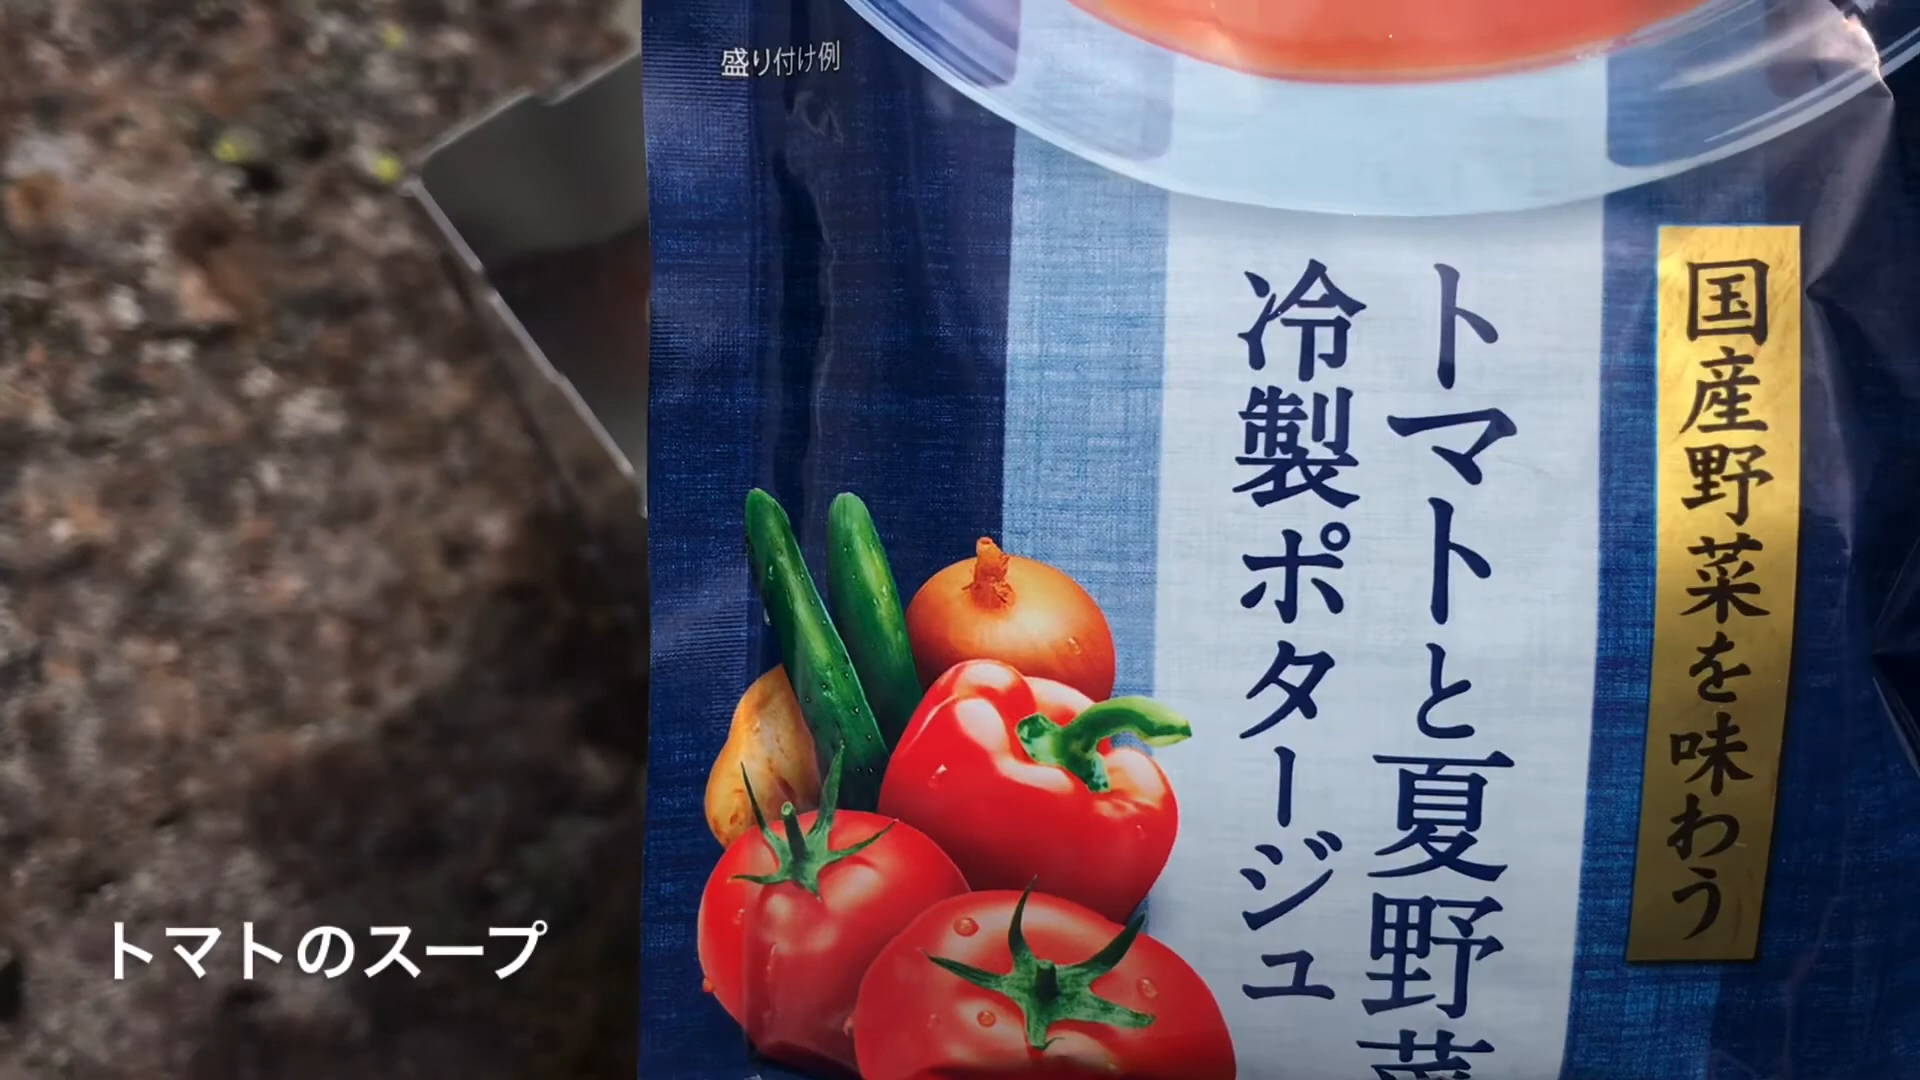 盛り付け例
国産野菜を味わう
トマトと夏野菜
冷製ポタージュ
トマトのスープ